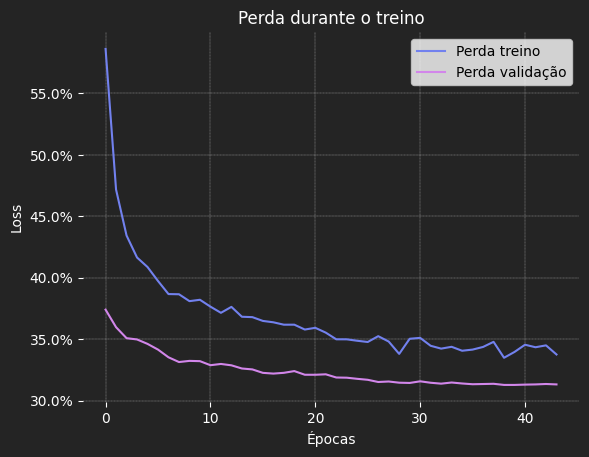 Perda durante o treino
Perda treino
Perda validação
55.0%
50.0%
45.0%
40.0%
35.0%
30.0%
Loss
0
10
20
30
40
Épocas